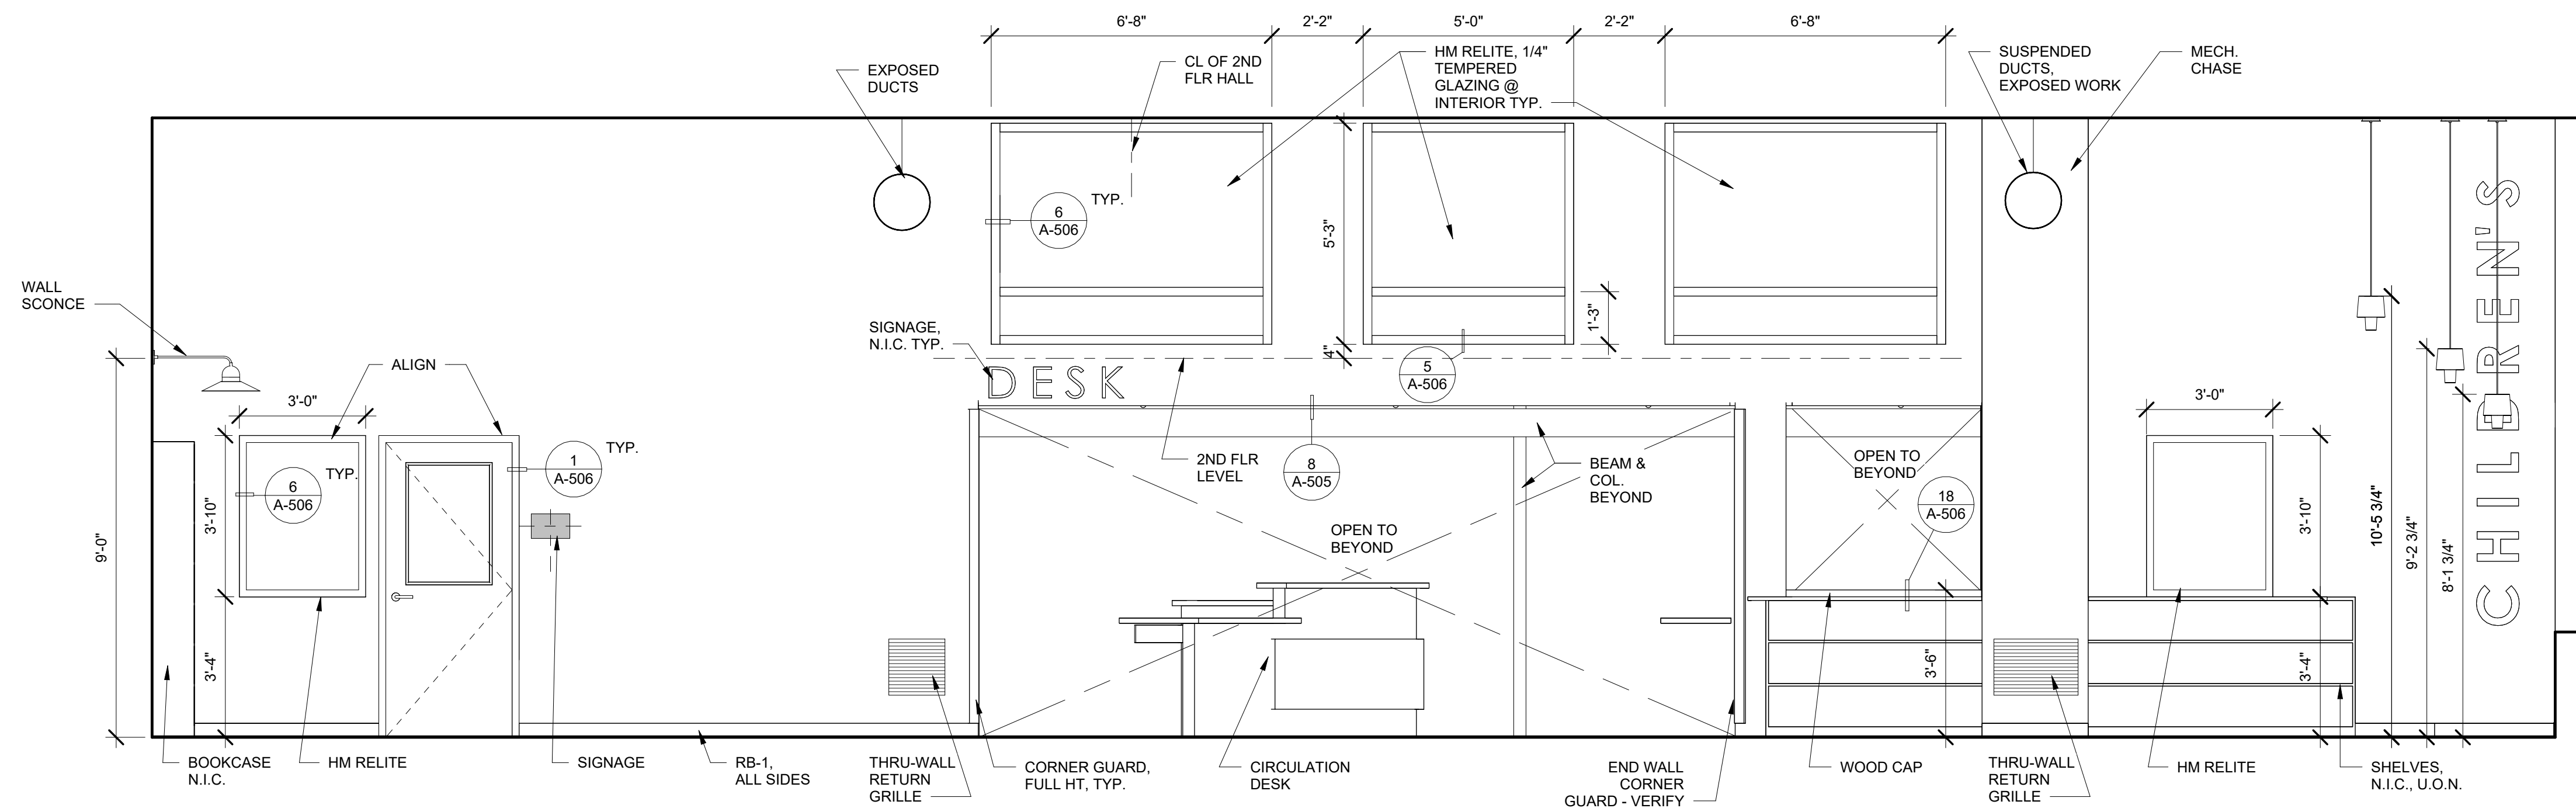 6'-8"
2'-2"
5'-0"
2'-2"
6'-8"
EXPOSED
DUCTS
CL OF 2ND
FLR HALL
HM RELITE, 1/4"
TEMPERED
GLAZING @
INTERIOR TYP.
SUSPENDED
DUCTS,
EXPOSED WORK
MECH.
CHASE
6
A-506
TYP.
5'-3"
4"
1'-3"
WALL
SCONCE
SIGNAGE,
N.I.C. TYP.
DESK
5
A-506
CHILDREN'S
ALIGN
3'-0"
6
A-506
TYP.
1
A-506
TYP.
3'-10"
3'-4"
9'-0"
2ND FLR
LEVEL
8
A-505
BEAM &
COL.
BEYOND
OPEN TO
BEYOND
OPEN TO
BEYOND
18
A-506
3'-6"
3'-0"
3'-10"
3'-4"
10'-5 3/4"
9'-2 3/4"
8'-1 3/4"
BOOKCASE
N.I.C.
HM RELITE
SIGNAGE
RB-1,
ALL SIDES
THRU-WALL
RETURN
GRILLE
CORNER GUARD,
FULL HT, TYP.
CIRCULATION
DESK
END WALL
CORNER
GUARD - VERIFY
WOOD CAP
THRU-WALL
RETURN
GRILLE
HM RELITE
SHELVES,
N.I.C., U.O.N.